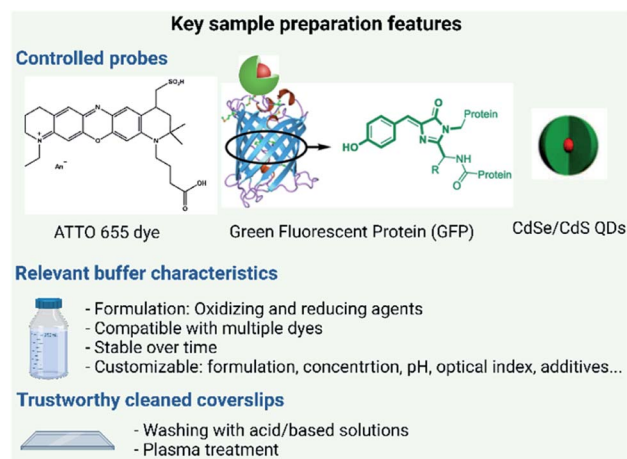 Key sample preparation features
Controlled probes
SO₃H
N
N⁺
O
N
An⁻
O
OH
ATTO 655 dye
O
Protein
N
N
HO
NH
R
Protein
O
Green Fluorescent Protein (GFP)
CdSe/CdS QDs
Relevant buffer characteristics
- Formulation: Oxidizing and reducing agents
- Compatible with multiple dyes
- Stable over time
- Customizable: formulation, concentrtion, pH, optical index, additives...
Trustworthy cleaned coverslips
- Washing with acid/based solutions
- Plasma treatment